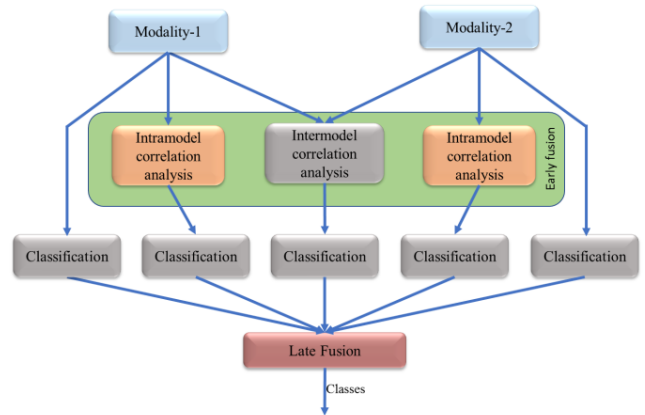 Modality-1
Modality-2
Intramodel
correlation
analysis
Intermodel
correlation
analysis
Intramodel
correlation
analysis
Early fusion
Classification
Classification
Classification
Classification
Classification
Late Fusion
Classes